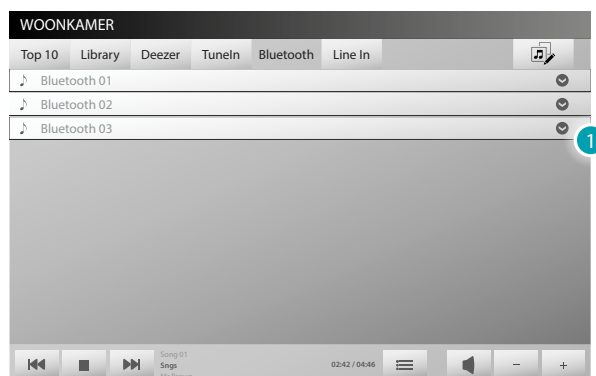 WOONKAMER
Top 10 Library Deezer TuneIn Bluetooth Line In
Bluetooth 01
Bluetooth 02
Bluetooth 03
1
Song 01
Sngs 02:42 / 04:46 − +